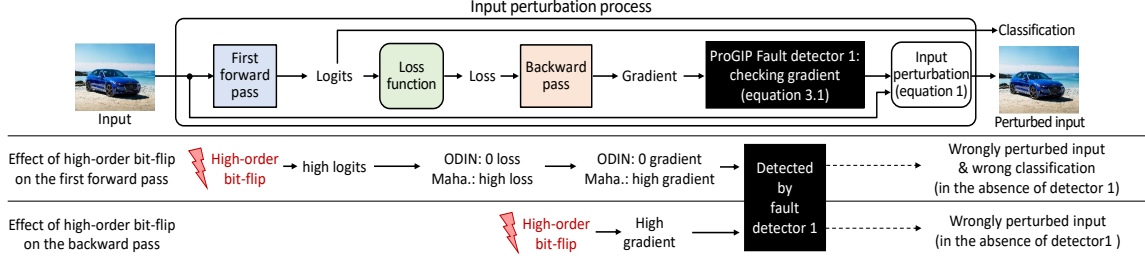 Input perturbation process
Input
First
forward
pass
Logits
Loss
function
Loss
Backward
pass
Gradient
ProGIP Fault detector 1:
checking gradient
(equation 3.1)
Input
perturbation
(equation 1)
Classification
Perturbed input
Effect of high-order bit-flip
on the first forward pass
High-order
bit-flip
high logits
ODIN: 0 loss
Maha.: high loss
ODIN: 0 gradient
Maha.: high gradient
Detected
by
fault
detector 1
Wrongly perturbed input
& wrong classification
(in the absence of detector 1)
Effect of high-order bit-flip
on the backward pass
High-order
bit-flip
High
gradient
Wrongly perturbed input
(in the absence of detector1 )